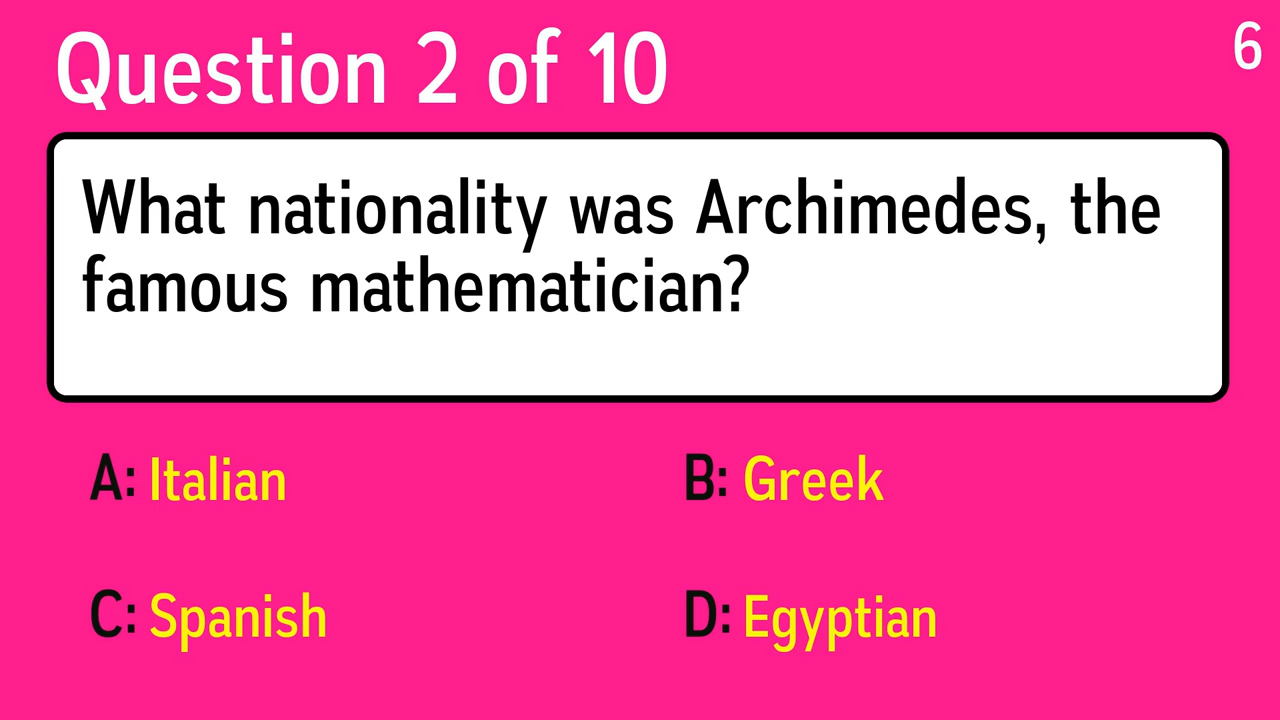 Question 2 of 10
6
What nationality was Archimedes, the
famous mathematician?
A: Italian
B: Greek
C: Spanish
D: Egyptian